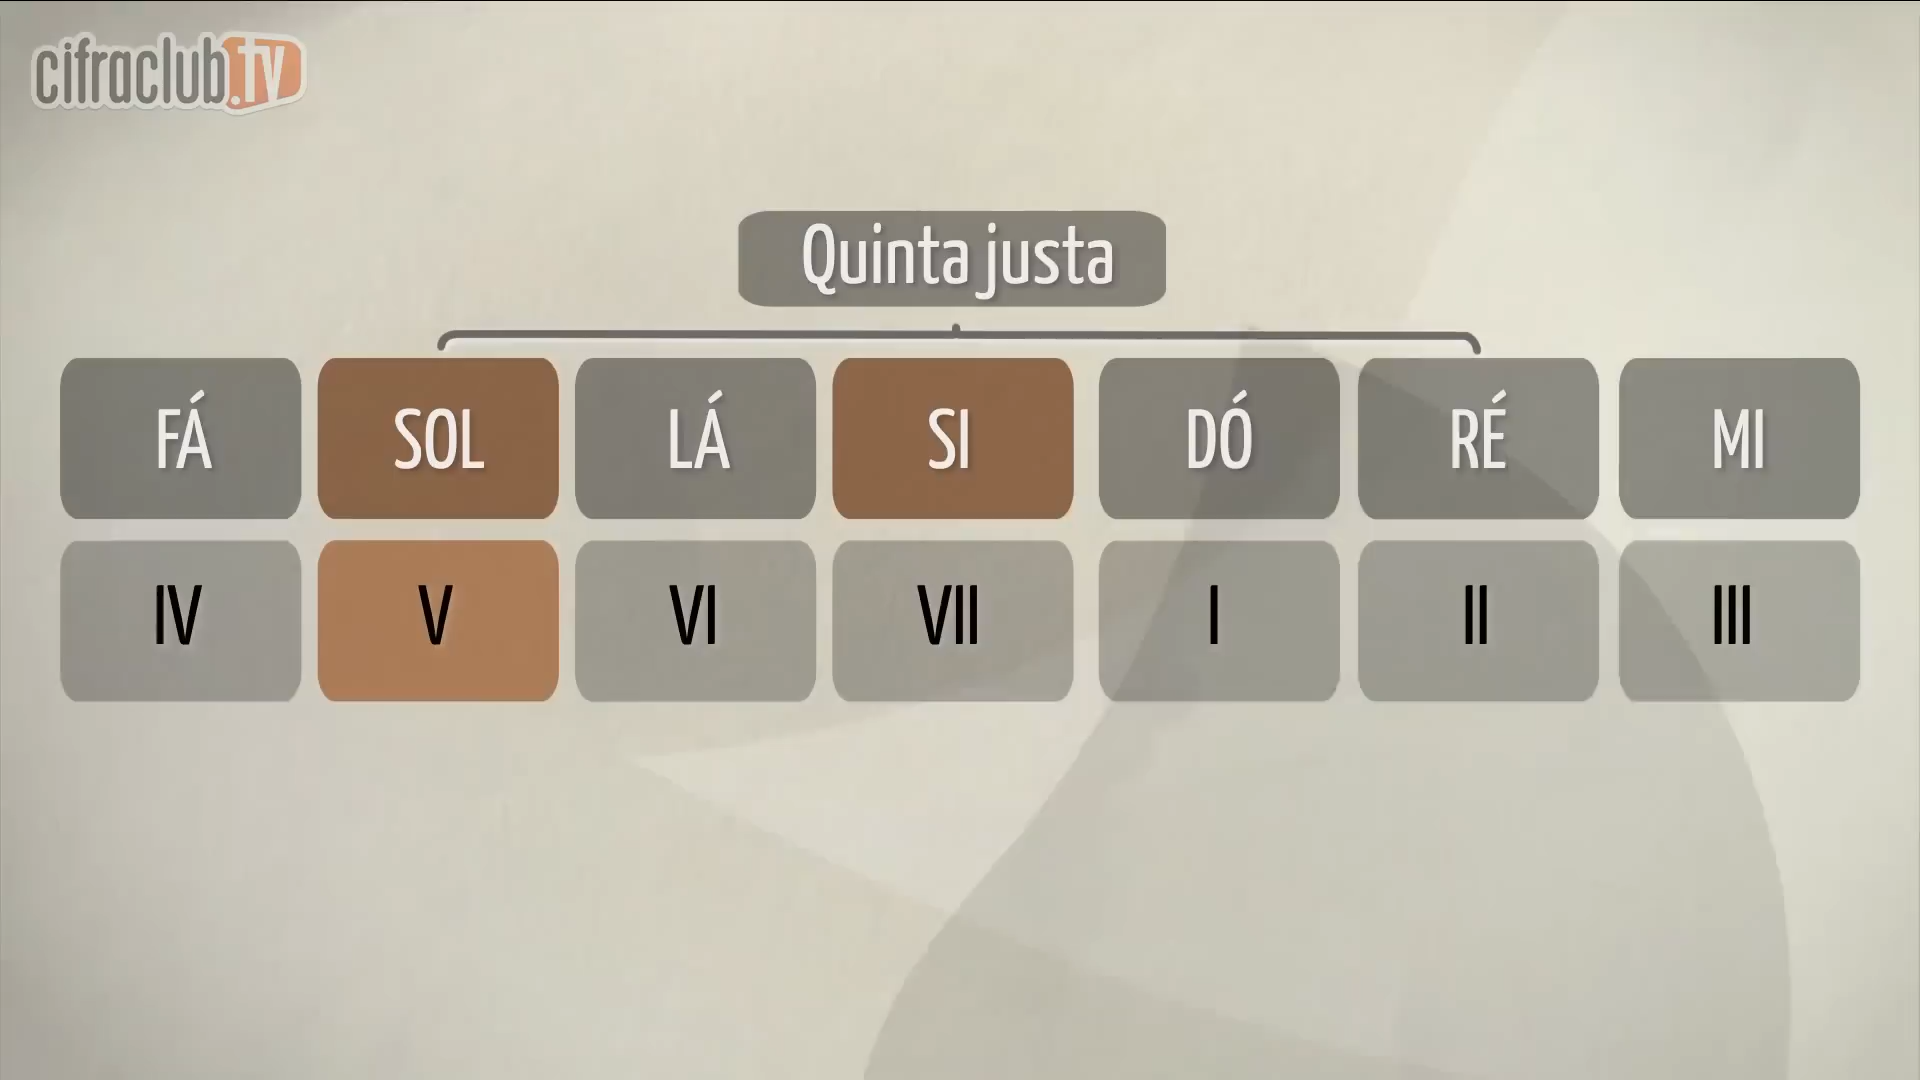 cifraclub.tv
Quinta justa
FÁ SOL LÁ SI DÓ RÉ MI
IV V VI VII I II III